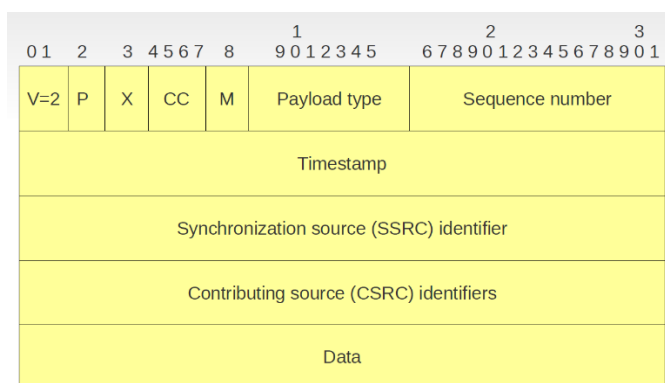 1 2 3
0 1 2 3 4 5 6 7 8 9 0 1 2 3 4 5 6 7 8 9 0 1 2 3 4 5 6 7 8 9 0 1
V=2 P X CC M Payload type Sequence number
Timestamp
Synchronization source (SSRC) identifier
Contributing source (CSRC) identifiers
Data